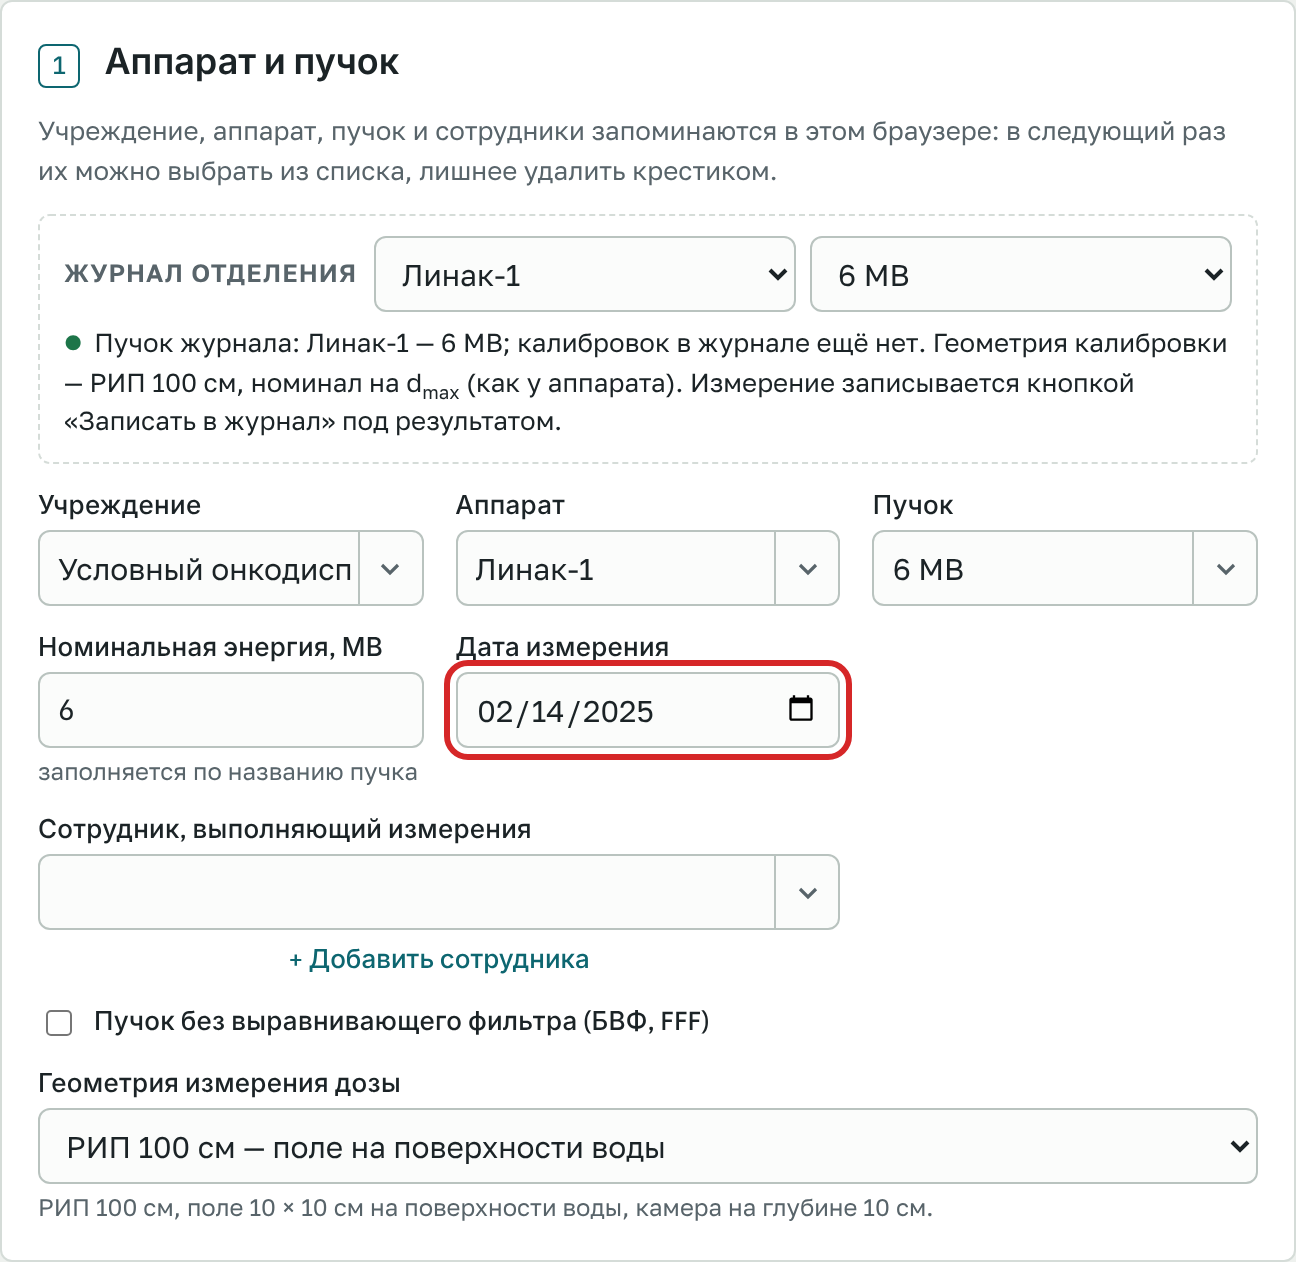 1 Аппарат и пучок
Учреждение, аппарат, пучок и сотрудники запоминаются в этом браузере: в следующий раз
их можно выбрать из списка, лишнее удалить крестиком.
ЖУРНАЛ ОТДЕЛЕНИЯ Линак-1 6 МВ
Пучок журнала: Линак-1 — 6 МВ; калибровок в журнале ещё нет. Геометрия калибровки
— РИП 100 см, номинал на dmax (как у аппарата). Измерение записывается кнопкой
«Записать в журнал» под результатом.
Учреждение Аппарат Пучок
Условный онкодисп Линак-1 6 МВ
Номинальная энергия, МВ Дата измерения
6 02/14/2025
заполняется по названию пучка
Сотрудник, выполняющий измерения
+ Добавить сотрудника
Пучок без выравнивающего фильтра (БВФ, FFF)
Геометрия измерения дозы
РИП 100 см — поле на поверхности воды
РИП 100 см, поле 10 × 10 см на поверхности воды, камера на глубине 10 см.